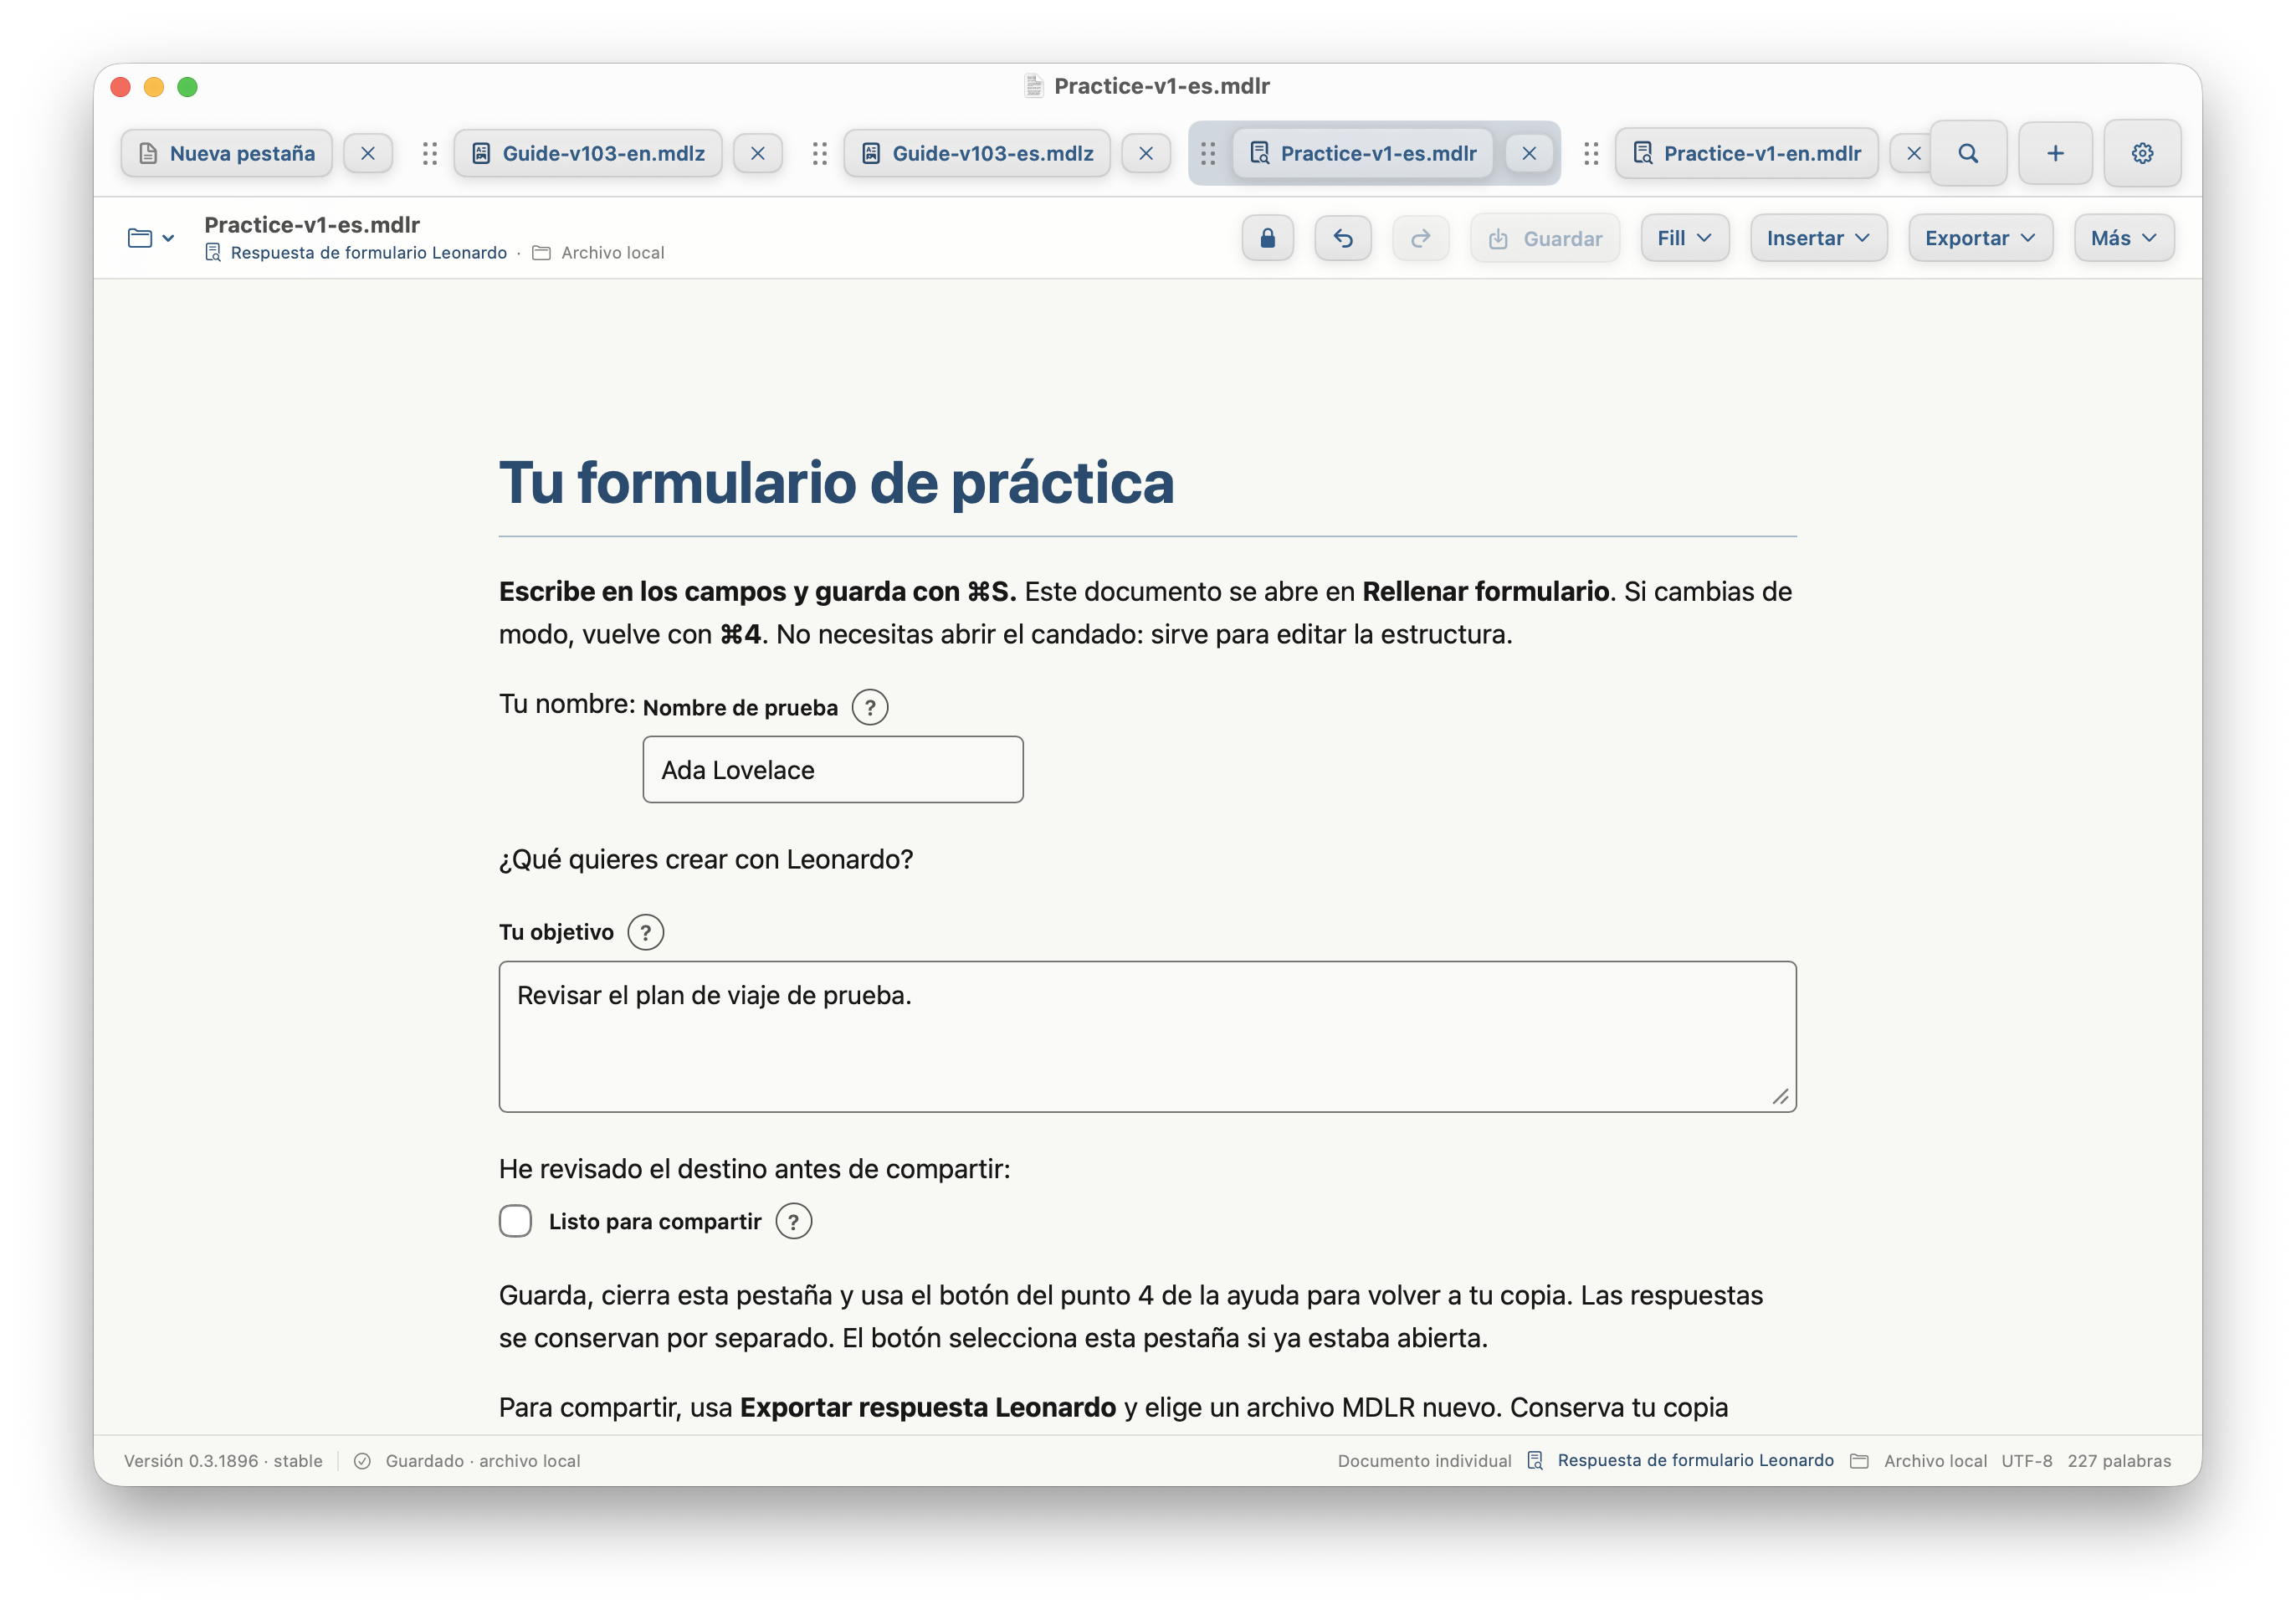 Practice-v1-es.mdlr
Nueva pestaña
Guide-v103-en.mdlz
Guide-v103-es.mdlz
Practice-v1-es.mdlr
Practice-v1-en.mdlr
Practice-v1-es.mdlr
Respuesta de formulario Leonardo · Archivo local
Guardar
Fill
Insertar
Exportar
Más
Tu formulario de práctica
Escribe en los campos y guarda con ⌘S. Este documento se abre en Rellenar formulario. Si cambias de
modo, vuelve con ⌘4. No necesitas abrir el candado: sirve para editar la estructura.
Tu nombre: Nombre de prueba ?
Ada Lovelace
¿Qué quieres crear con Leonardo?
Tu objetivo ?
Revisar el plan de viaje de prueba.
He revisado el destino antes de compartir:
Listo para compartir ?
Guarda, cierra esta pestaña y usa el botón del punto 4 de la ayuda para volver a tu copia. Las respuestas
se conservan por separado. El botón selecciona esta pestaña si ya estaba abierta.
Para compartir, usa Exportar respuesta Leonardo y elige un archivo MDLR nuevo. Conserva tu copia
Versión 0.3.1896 · stable
Guardado · archivo local
Documento individual
Respuesta de formulario Leonardo
Archivo local
UTF-8
227 palabras